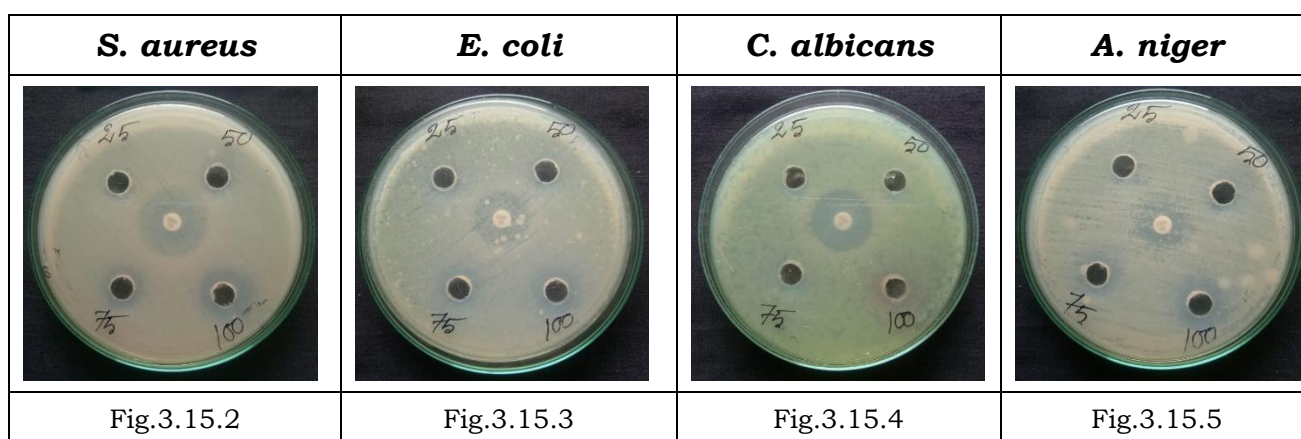 S. aureus E. coli C. albicans A. niger
25 50 25 50 25 50 25 50
75 100 75 100 75 100 75 100
Fig.3.15.2 Fig.3.15.3 Fig.3.15.4 Fig.3.15.5